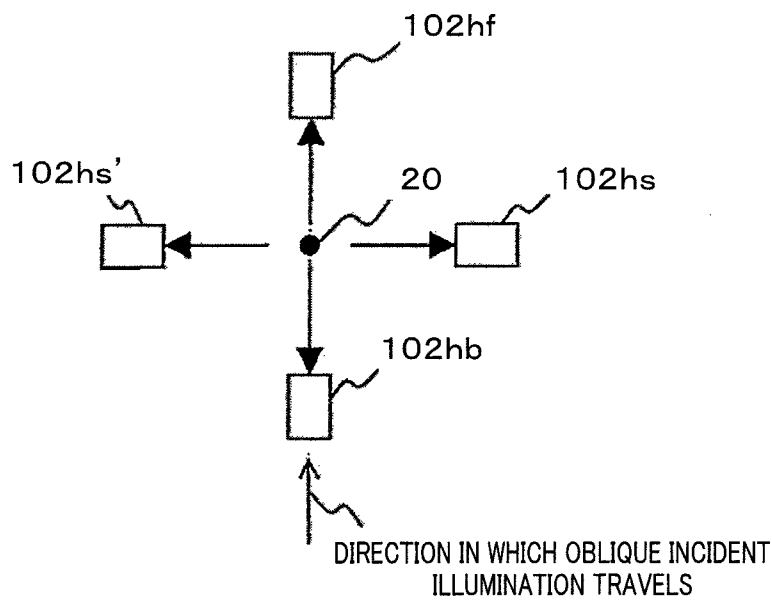 102hf
102hs'
20
102hs
102hb
DIRECTION IN WHICH OBLIQUE INCIDENT
ILLUMINATION TRAVELS